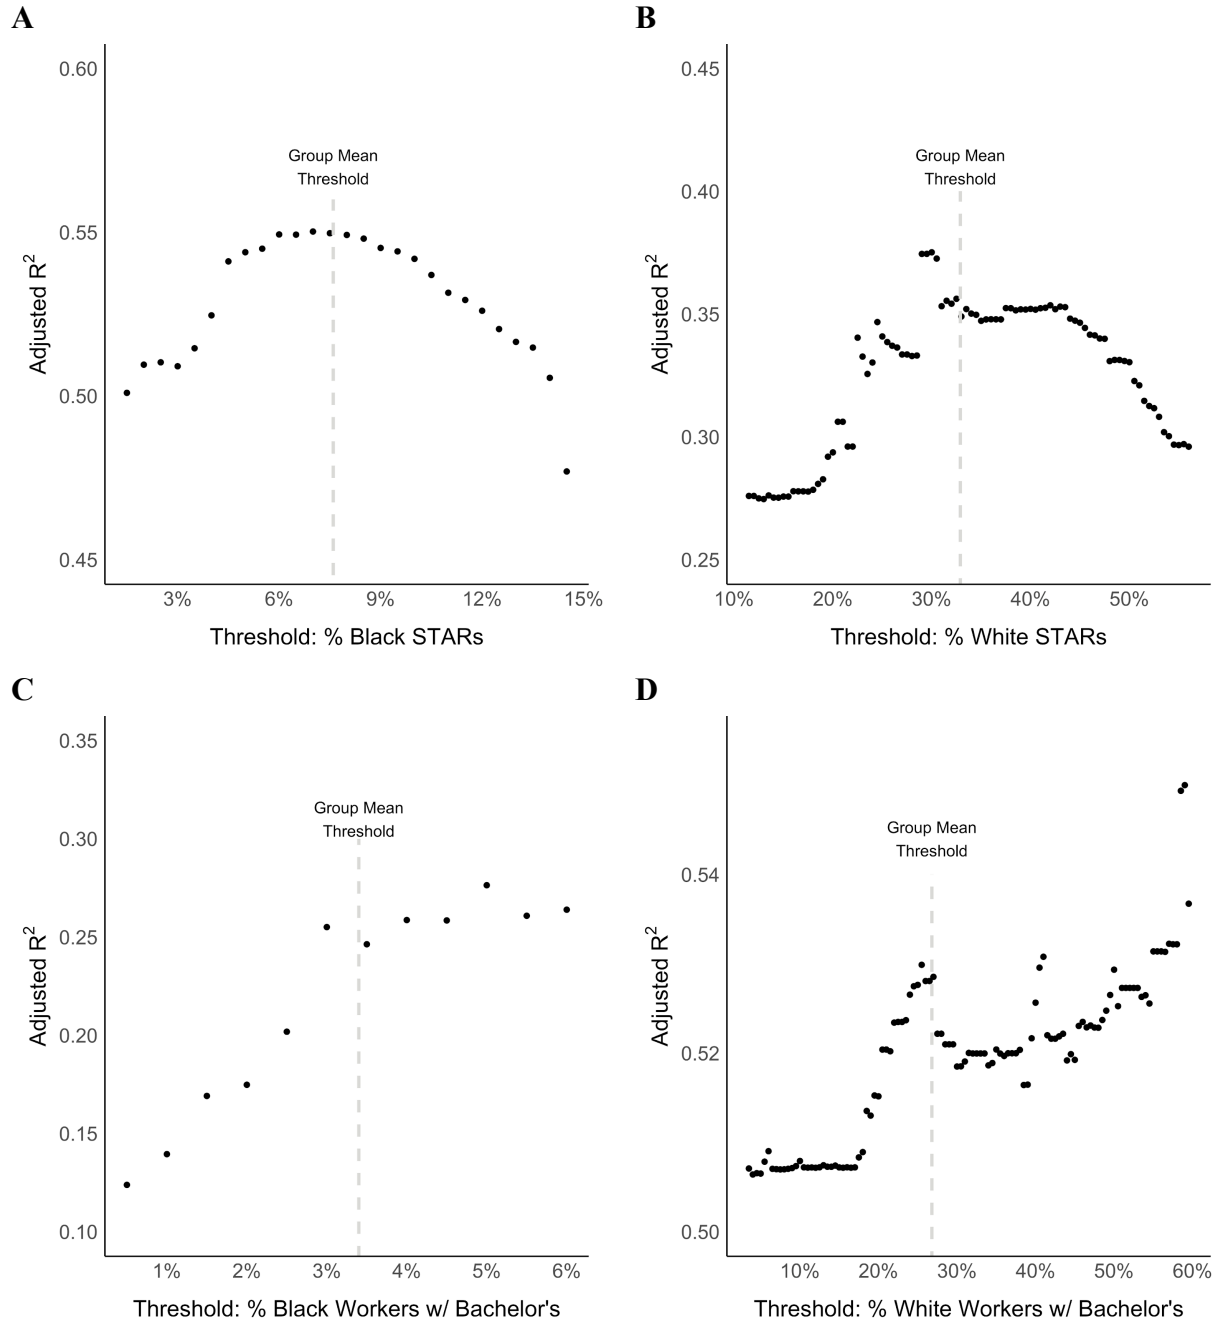 A
0.60
0.55
0.50
0.45
Adjusted R²
Group Mean
Threshold
3% 6% 9% 12% 15%
Threshold: % Black STARs
B
0.45
0.40
0.35
0.30
0.25
Adjusted R²
Group Mean
Threshold
10% 20% 30% 40% 50%
Threshold: % White STARs
C
0.35
0.30
0.25
0.20
0.15
0.10
Adjusted R²
Group Mean
Threshold
1% 2% 3% 4% 5% 6%
Threshold: % Black Workers w/ Bachelor's
D
0.54
0.52
0.50
Adjusted R²
Group Mean
Threshold
10% 20% 30% 40% 50% 60%
Threshold: % White Workers w/ Bachelor's